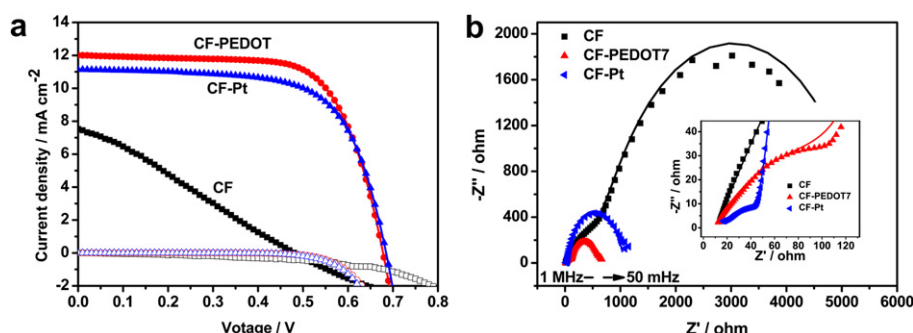 a
Current density / mA cm-2
14
12
10
8
6
4
2
0
-2
CF-PEDOT
CF-Pt
CF
0.0 0.1 0.2 0.3 0.4 0.5 0.6 0.7 0.8
Votage / V
b
-Z'' / ohm
2000
1600
1200
800
400
0
CF
CF-PEDOT7
CF-Pt
1 MHz 50 mHz
0 1000 2000 3000 4000 5000 6000
Z' / ohm
-Z'' / ohm
40
30
20
10
0
CF
CF-PEDOT7
CF-Pt
0 20 40 60 80 100 120
Z' / ohm